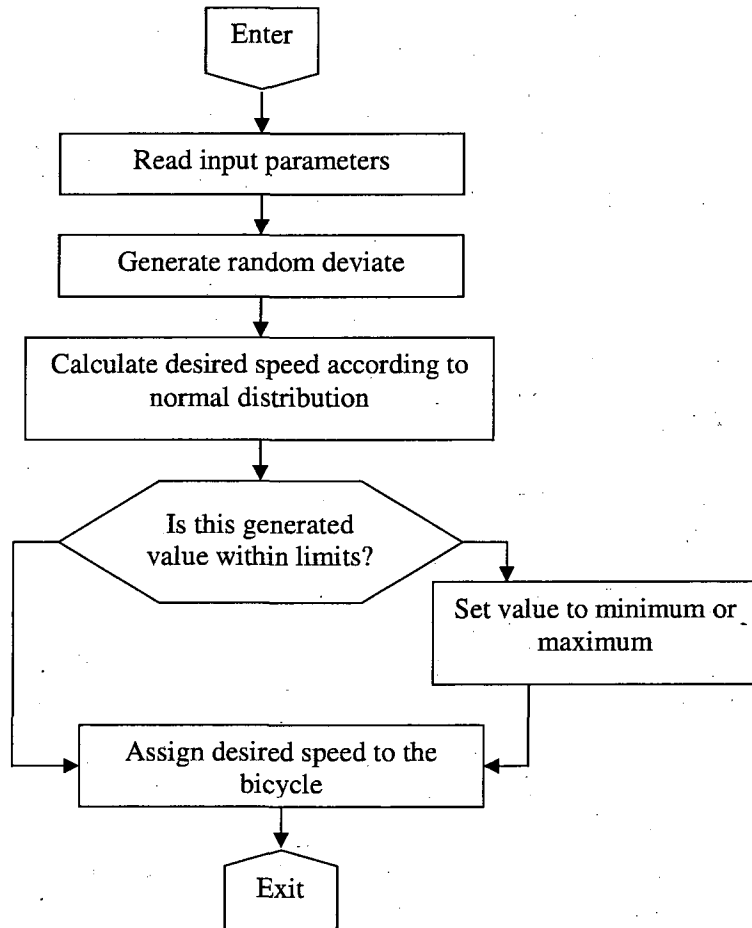 Enter
Read input parameters
Generate random deviate
Calculate desired speed according to
normal distribution
Is this generated
value within limits?
Set value to minimum or
maximum
Assign desired speed to the
bicycle
Exit